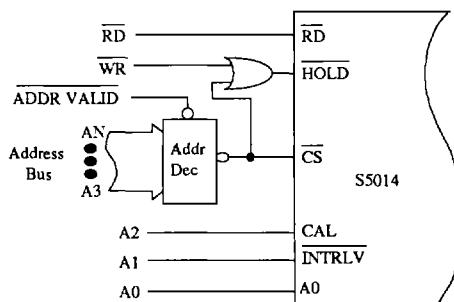 RD RD
WR HOLD
ADDR VALID
AN
Address Bus
Addr Dec
CS
S5014
A3
A2 CAL
A1 INTRLV
A0 A0